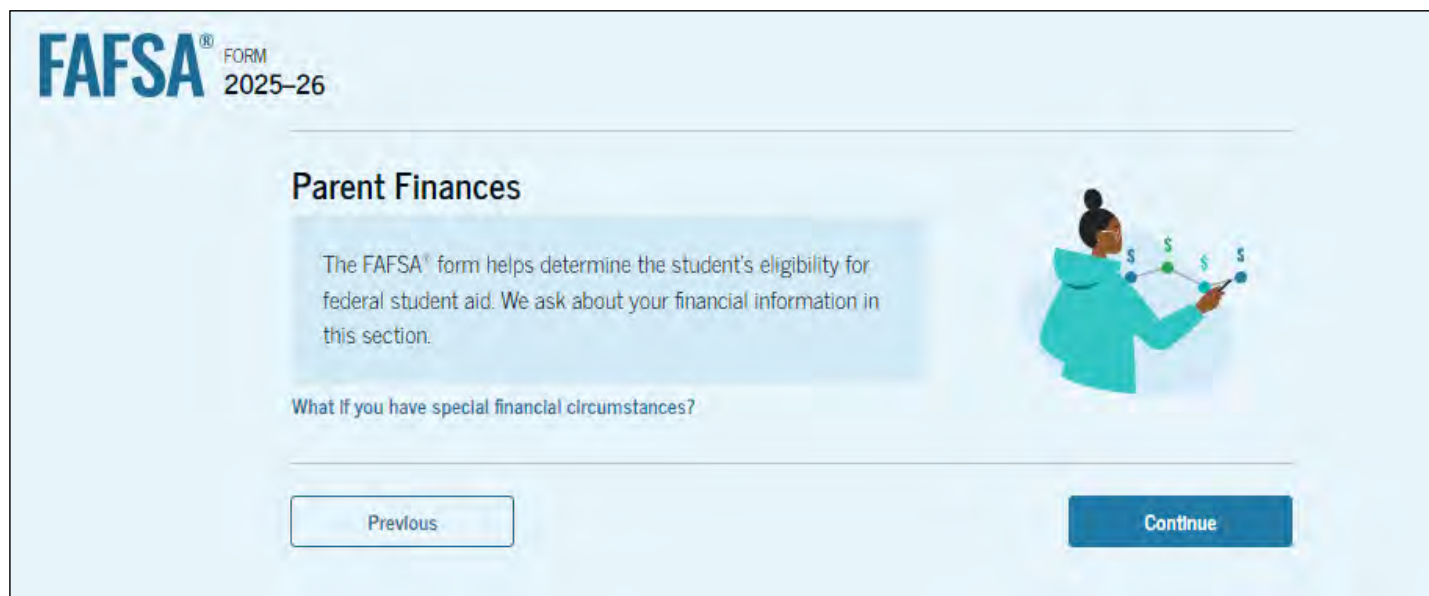 FAFSA® FORM
2025–26
Parent Finances
The FAFSA® form helps determine the student's eligibility for
federal student aid. We ask about your financial information in
this section.
$ $ $ $
What if you have special financial circumstances?
Previous
Continue